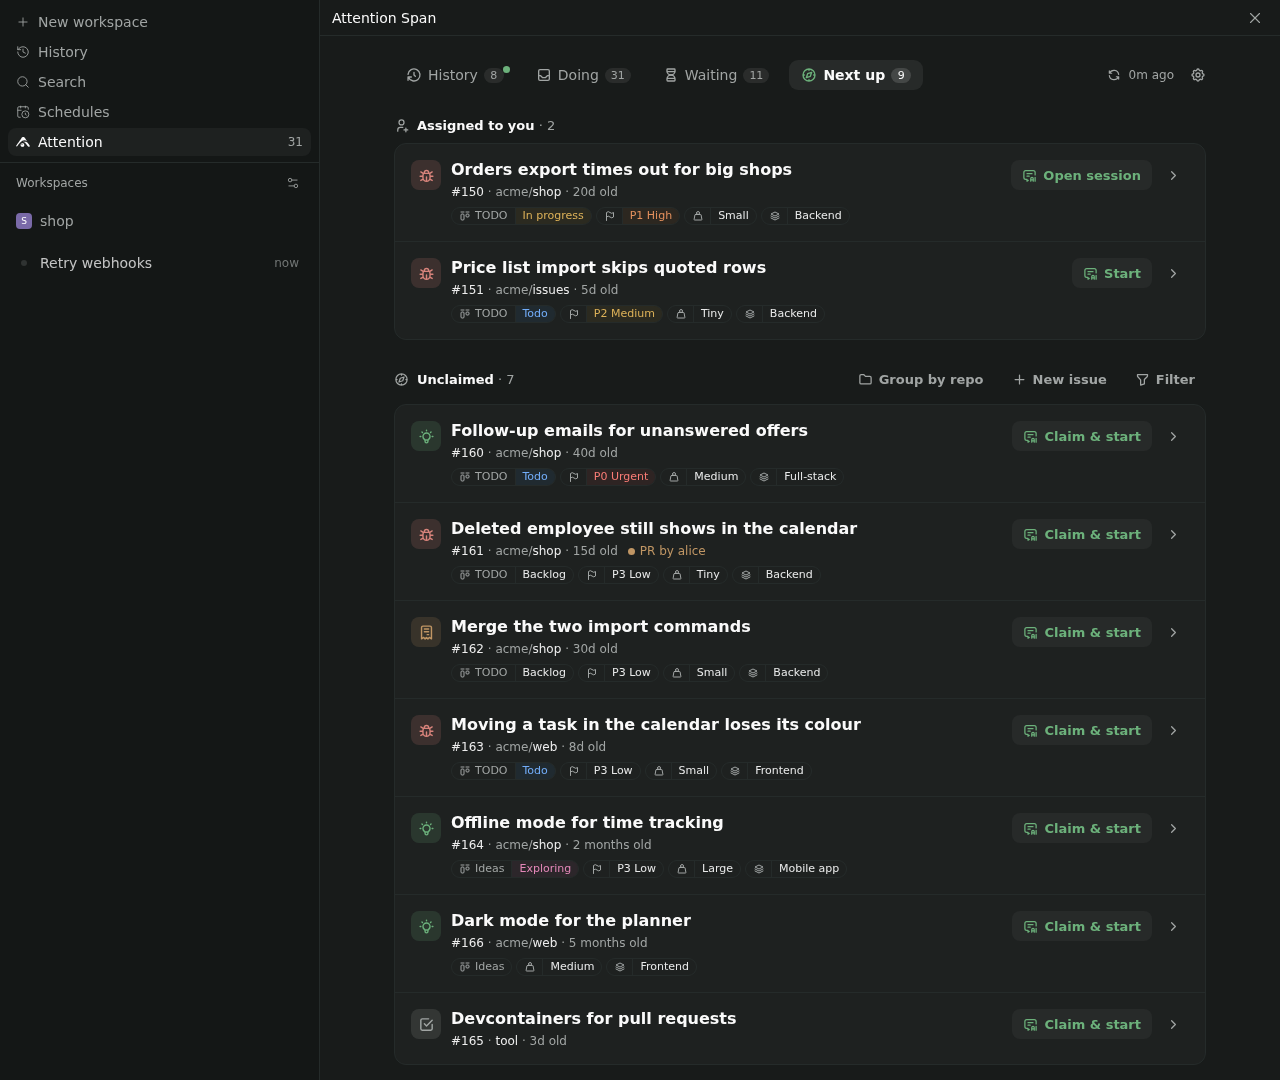 New workspace
History
Search
Schedules
Attention 31
Workspaces
S shop
Retry webhooks now
Attention Span
History 8 Doing 31 Waiting 11 Next up 9 0m ago
Assigned to you · 2
Orders export times out for big shops
#150 · acme/shop · 20d old
TODO In progress P1 High Small Backend
Open session
Price list import skips quoted rows
#151 · acme/issues · 5d old
TODO Todo P2 Medium Tiny Backend
Start
Unclaimed · 7 Group by repo New issue Filter
Follow-up emails for unanswered offers
#160 · acme/shop · 40d old
TODO Todo P0 Urgent Medium Full-stack
Claim & start
Deleted employee still shows in the calendar
#161 · acme/shop · 15d old PR by alice
TODO Backlog P3 Low Tiny Backend
Claim & start
Merge the two import commands
#162 · acme/shop · 30d old
TODO Backlog P3 Low Small Backend
Claim & start
Moving a task in the calendar loses its colour
#163 · acme/web · 8d old
TODO Todo P3 Low Small Frontend
Claim & start
Offline mode for time tracking
#164 · acme/shop · 2 months old
Ideas Exploring P3 Low Large Mobile app
Claim & start
Dark mode for the planner
#166 · acme/web · 5 months old
Ideas Medium Frontend
Claim & start
Devcontainers for pull requests
#165 · tool · 3d old
Claim & start